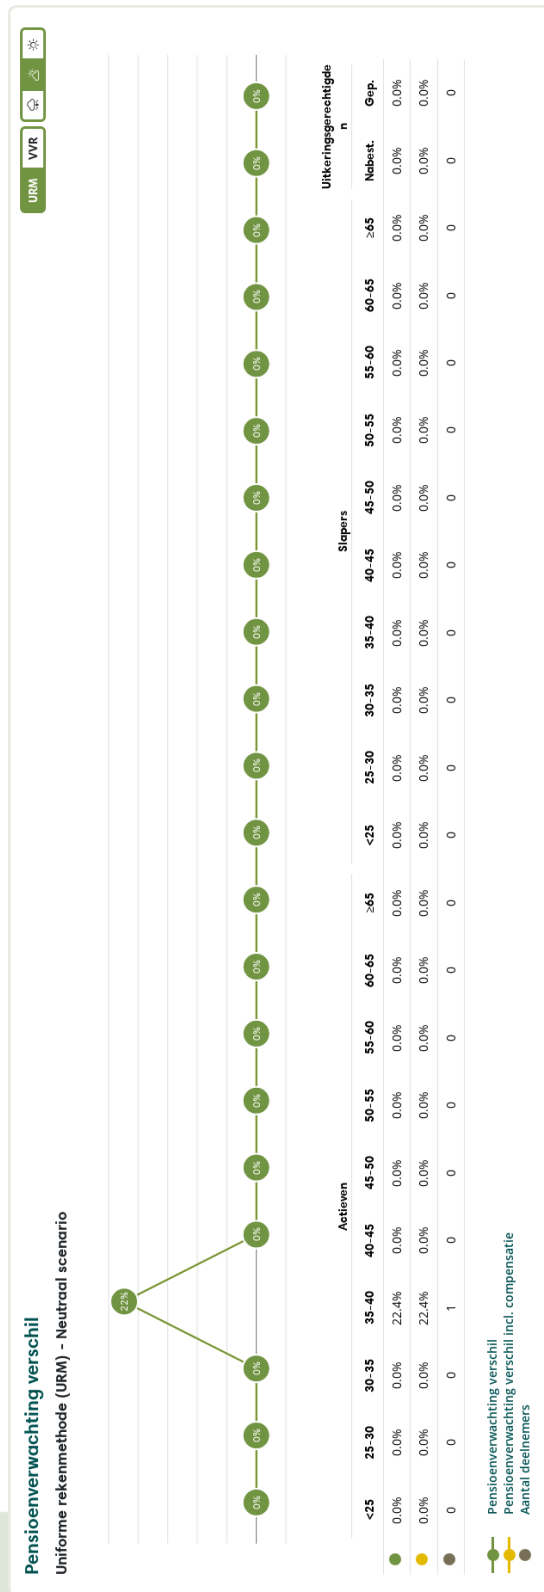 Pensioenverwachting verschil
URM VVR
Uniforme rekenmethode (URM) - Neutraal scenario
22%
0% 0% 0% 0% 0% 0% 0% 0% 0% 0% 0% 0% 0% 0% 0% 0% 0% 0% 0% 0% 0%
Actieven Slapers Uitkeringsgerechtigde
n
<25 25-30 30-35 35-40 40-45 45-50 50-55 55-60 60-65 ≥65 <25 25-30 30-35 35-40 40-45 45-50 50-55 55-60 60-65 ≥65 Nabest. Gep.
0.0% 0.0% 0.0% 22.4% 0.0% 0.0% 0.0% 0.0% 0.0% 0.0% 0.0% 0.0% 0.0% 0.0% 0.0% 0.0% 0.0% 0.0% 0.0% 0.0% 0.0% 0.0%
0.0% 0.0% 0.0% 22.4% 0.0% 0.0% 0.0% 0.0% 0.0% 0.0% 0.0% 0.0% 0.0% 0.0% 0.0% 0.0% 0.0% 0.0% 0.0% 0.0% 0.0% 0.0%
0 0 0 1 0 0 0 0 0 0 0 0 0 0 0 0 0 0 0 0 0 0
Pensioenverwachting verschil
Pensioenverwachting verschil incl. compensatie
Aantal deelnemers